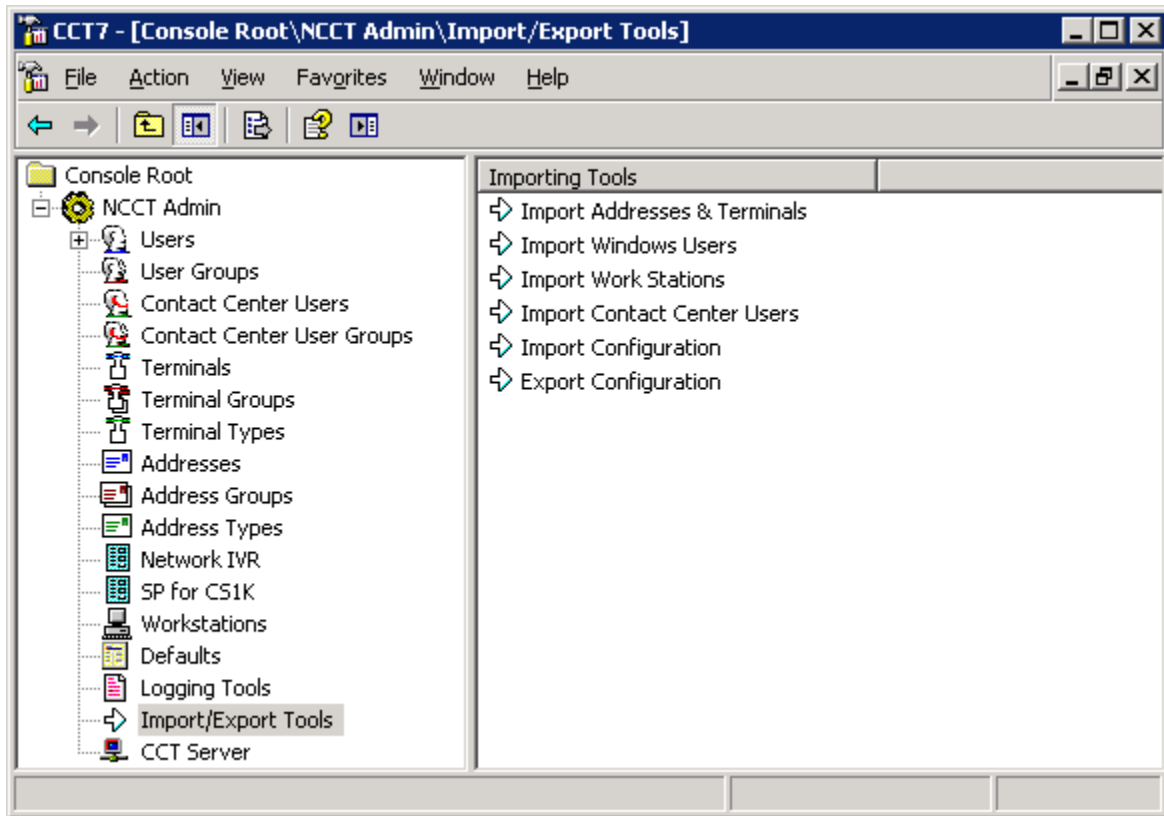 CCT7 - [Console Root\NCCT Admin\Import/Export Tools]
File Action View Favorites Window Help
Console Root
NCCT Admin
Users
User Groups
Contact Center Users
Contact Center User Groups
Terminals
Terminal Groups
Terminal Types
Addresses
Address Groups
Address Types
Network IVR
SP for CS1K
Workstations
Defaults
Logging Tools
Import/Export Tools
CCT Server
Importing Tools
Import Addresses & Terminals
Import Windows Users
Import Work Stations
Import Contact Center Users
Import Configuration
Export Configuration